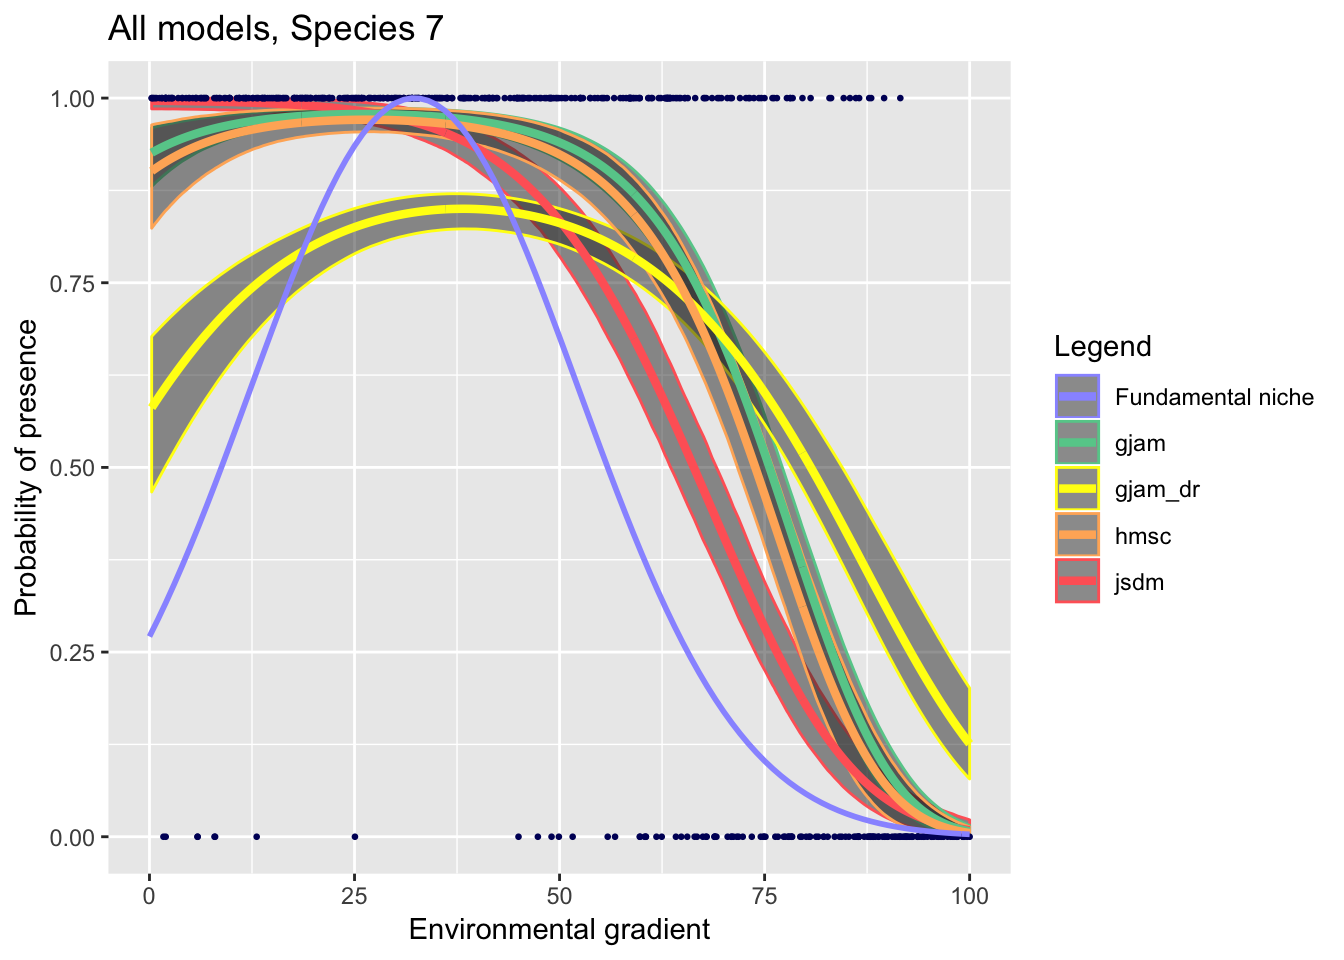 All models, Species 7
1.00
0.75
0.50
0.25
0.00
Probability of presence
0 25 50 75 100
Environmental gradient
Legend
Fundamental niche
gjam
gjam_dr
hmsc
jsdm